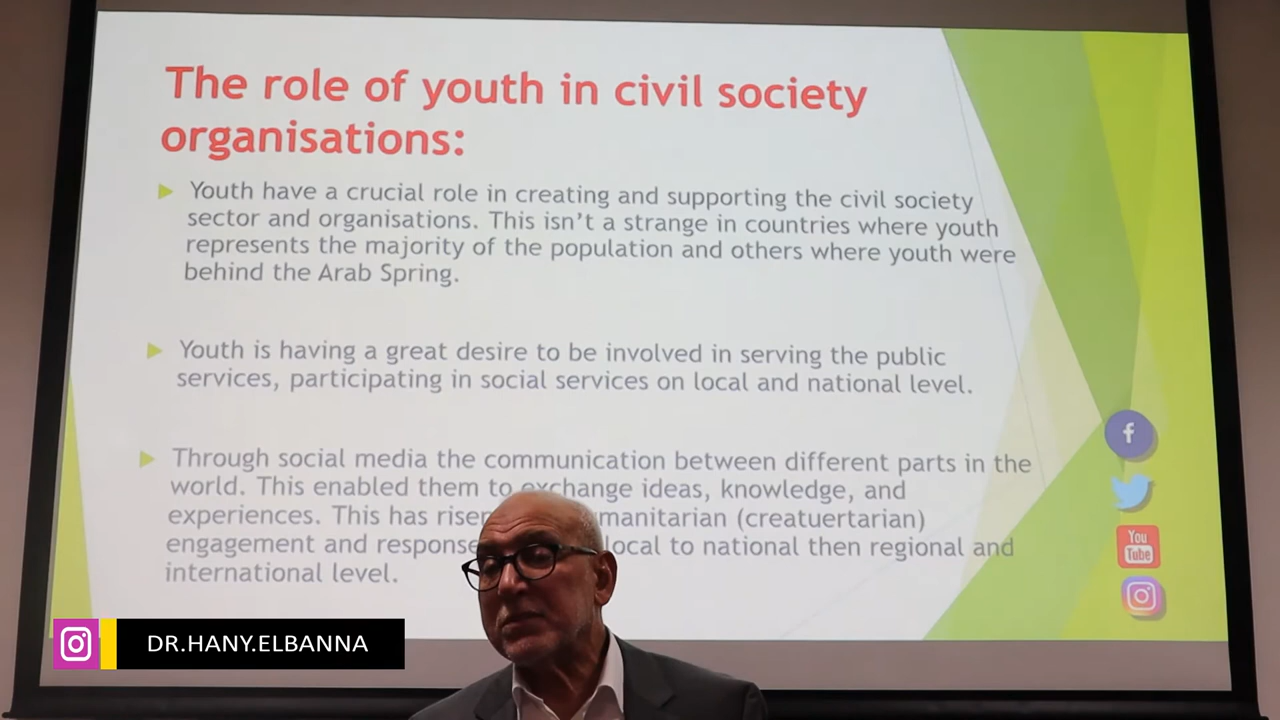 The role of youth in civil society
organisations:
Youth have a crucial role in creating and supporting the civil society
sector and organisations. This isn't a strange in countries where youth
represents the majority of the population and others where youth were
behind the Arab Spring.
Youth is having a great desire to be involved in serving the public
services, participating in social services on local and national level.
Through social media the communication between different parts in the
world. This enabled them to exchange ideas, knowledge, and
experiences. This has risen (creatuertarian)
engagement and response local to national then regional and
international level.
f
You
Tube
DR.HANY.ELBANNA